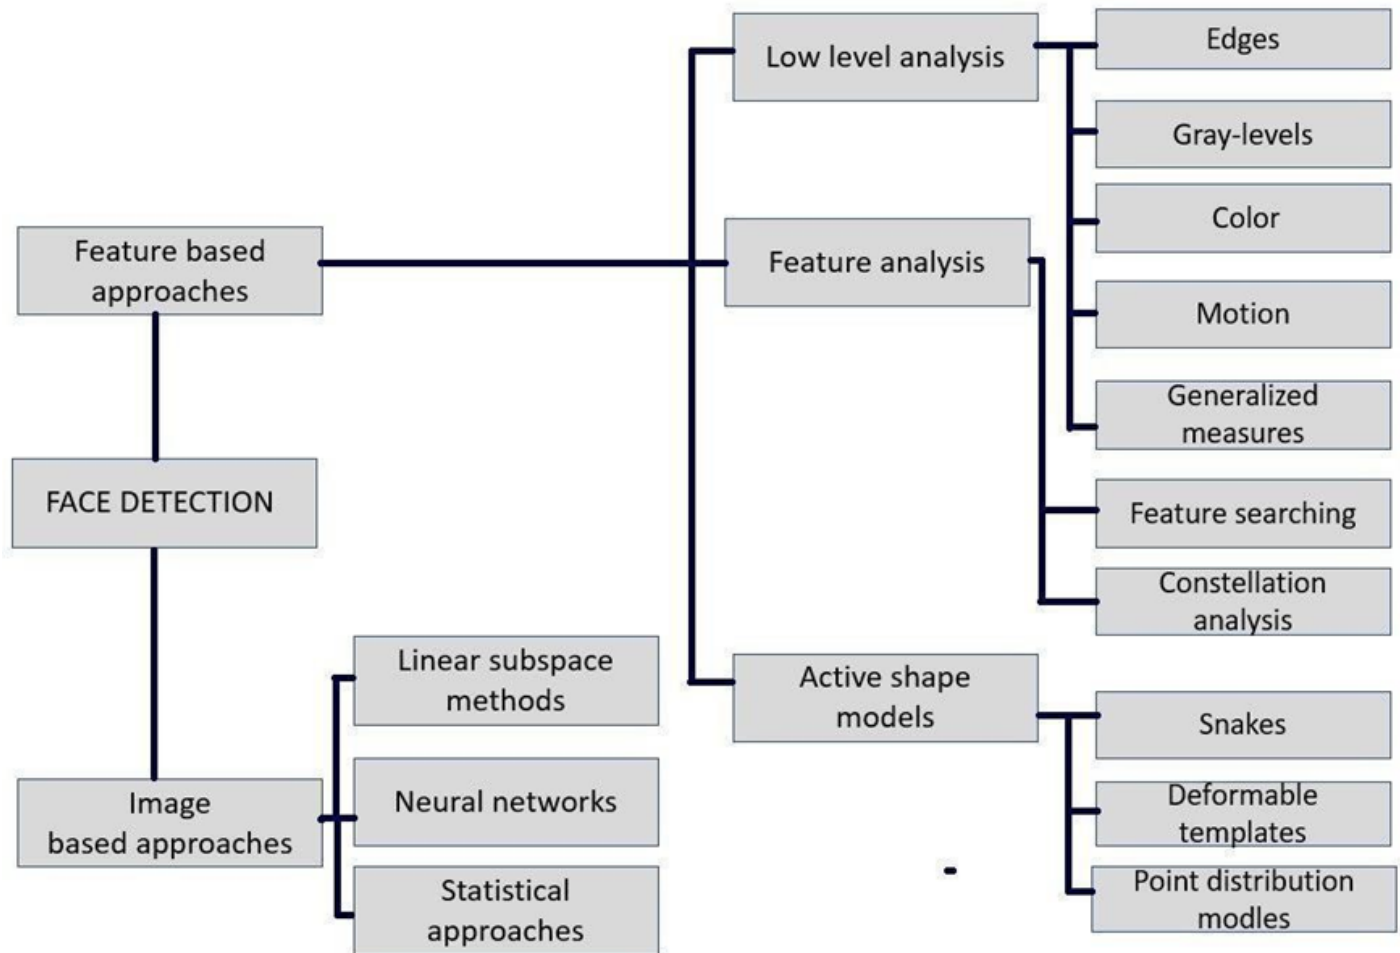 Low level analysis
Edges
Gray-levels
Color
Feature based
approaches
Feature analysis
Motion
Generalized
measures
FACE DETECTION
Feature searching
Constellation
analysis
Linear subspace
methods
Active shape
models
Snakes
Image
based approaches
Neural networks
Deformable
templates
Statistical
approaches
Point distribution
modles